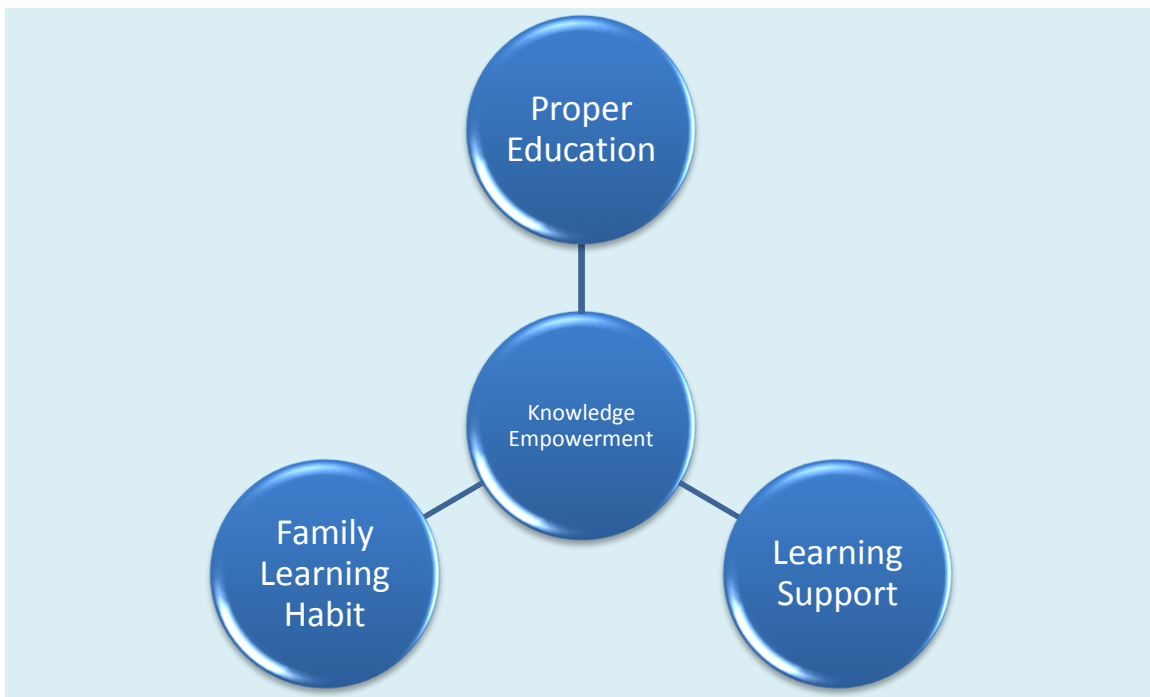 Proper
Education
Knowledge
Empowerment
Family
Learning
Habit
Learning
Support